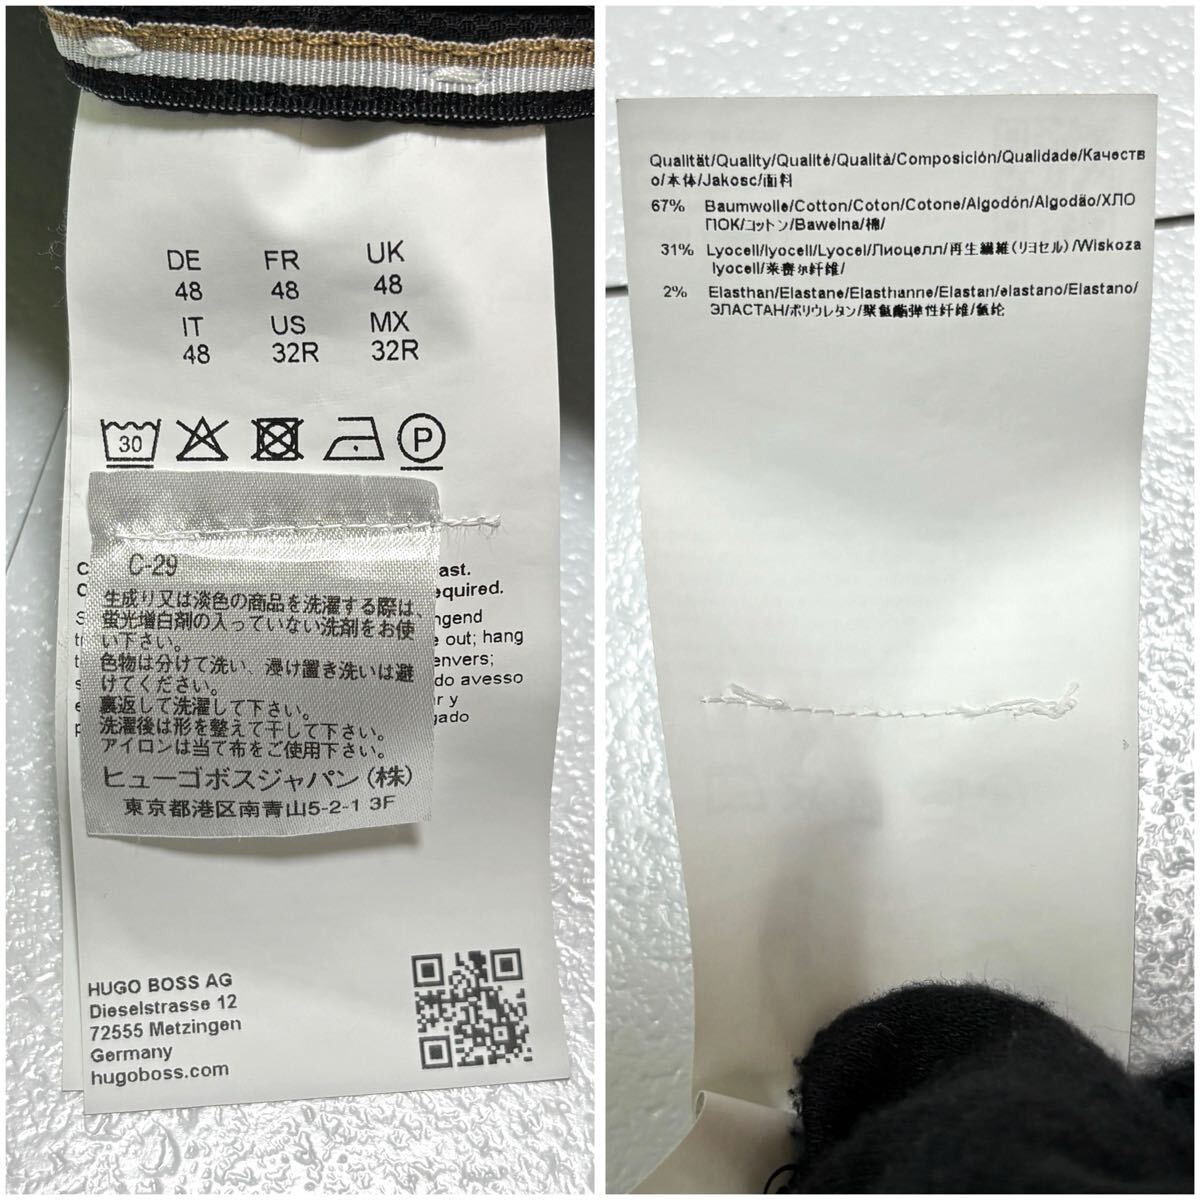 DE FR UK
48 48 48
IT US MX
48 32R 32R
30
P
C-29
生成り又は淡色の商品を洗濯する際は、
蛍光増白剤の入っていない洗剤をお使
い下さい。
色物は分けて洗い、浸け置き洗いは避
けてください。
裏返して洗濯して下さい。
洗濯後は形を整えて干して下さい。
アイロンは当て布をご使用下さい。
ヒューゴボスジャパン(株)
東京都港区南青山5-2-1 3F
out; hang
do avesso
y
HUGO BOSS AG
Dieselstrasse 12
72555 Metzingen
Germany
hugoboss.com
Qualität/Quality/Qualité/Qualità/Composición/Qualidade/Качеств
о/本体/Jakosc/面料
67% Baumwolle/Cotton/Coton/Cotone/Algodón/Algodão/ХЛО
ПОК/コットン/Bawelna/棉/
31% Lyocell/lyocell/Lyocel/Лиоцелл/再生繊維(リヨセル)/Wiskoza
lyocell/莱赛尔纤维/
2% Elasthan/Elastane/Elasthanne/Elastan/elastano/Elastano/
ЭЛАСТАН/ポリウレタン/聚氨酯弹性纤维/氨纶